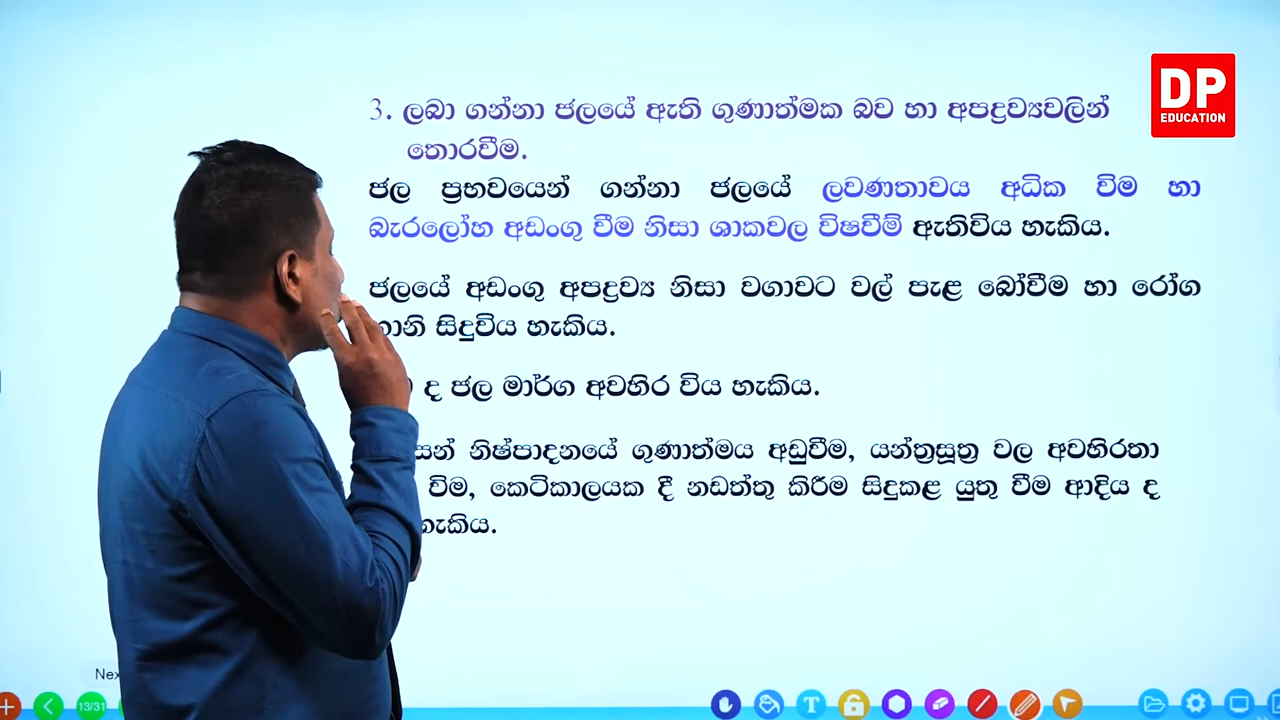 DP
EDUCATION
3. ලබා ගන්නා ජලයේ ඇති ගුණාත්මක බව හා අපද්‍රව්‍යවලින්
තොරවීම.
ජල ප්‍රභවයෙන් ගන්නා ජලයේ ලවණතාවය අධික විම හා
බැරලෝහ අඩංගු වීම නිසා ශාකවල විෂවීම් ඇතිවිය හැකිය.
ජලයේ අඩංගු අපද්‍රව්‍ය නිසා වගාවට වල් පැළ බෝවීම හා රෝග
සිදුවිය හැකිය.
ද ජල මාර්ග අවහිර විය හැකිය.
නිෂ්පාදනයේ ගුණාත්මය අඩුවීම, යන්ත්‍රසූත්‍ර වල අවහිරතා
විම, කෙටිකාලයක දී නඩත්තු කිරීම සිදුකළ යුතු වීම ආදිය ද
හැකිය.
13/31